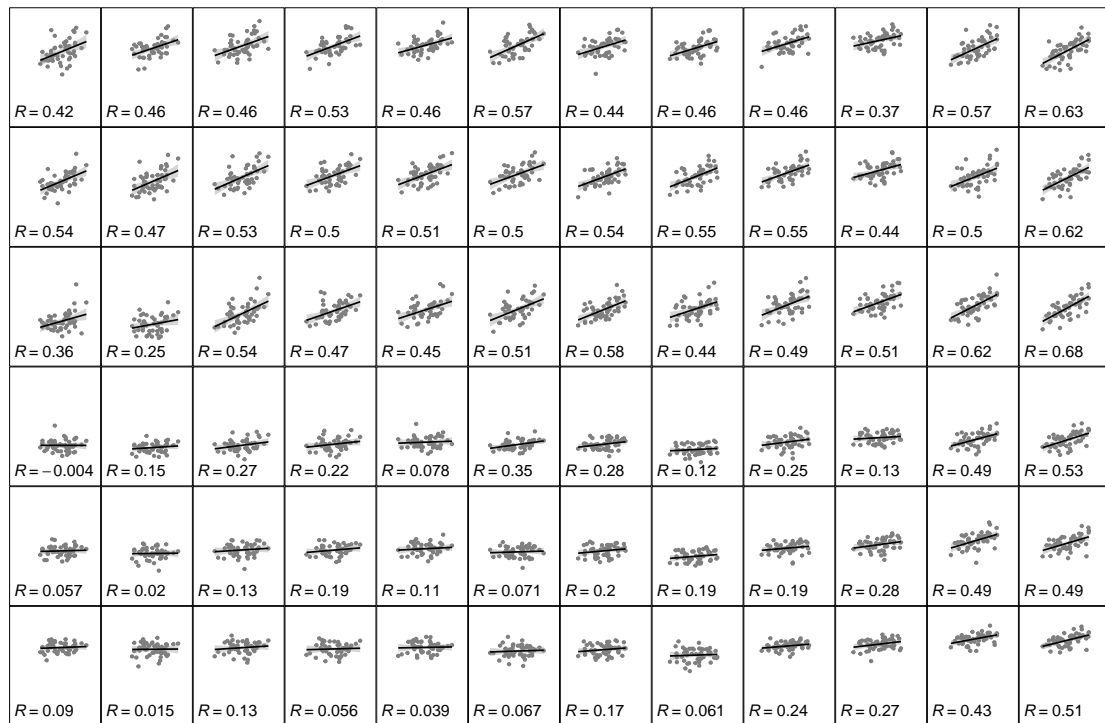 R = 0.42 R = 0.46 R = 0.46 R = 0.53 R = 0.46 R = 0.57 R = 0.44 R = 0.46 R = 0.46 R = 0.37 R = 0.57 R = 0.63
R = 0.54 R = 0.47 R = 0.53 R = 0.5 R = 0.51 R = 0.5 R = 0.54 R = 0.55 R = 0.55 R = 0.44 R = 0.5 R = 0.62
R = 0.36 R = 0.25 R = 0.54 R = 0.47 R = 0.45 R = 0.51 R = 0.58 R = 0.44 R = 0.49 R = 0.51 R = 0.62 R = 0.68
R = −0.004 R = 0.15 R = 0.27 R = 0.22 R = 0.078 R = 0.35 R = 0.28 R = 0.12 R = 0.25 R = 0.13 R = 0.49 R = 0.53
R = 0.057 R = 0.02 R = 0.13 R = 0.19 R = 0.11 R = 0.071 R = 0.2 R = 0.19 R = 0.19 R = 0.28 R = 0.49 R = 0.49
R = 0.09 R = 0.015 R = 0.13 R = 0.056 R = 0.039 R = 0.067 R = 0.17 R = 0.061 R = 0.24 R = 0.27 R = 0.43 R = 0.51